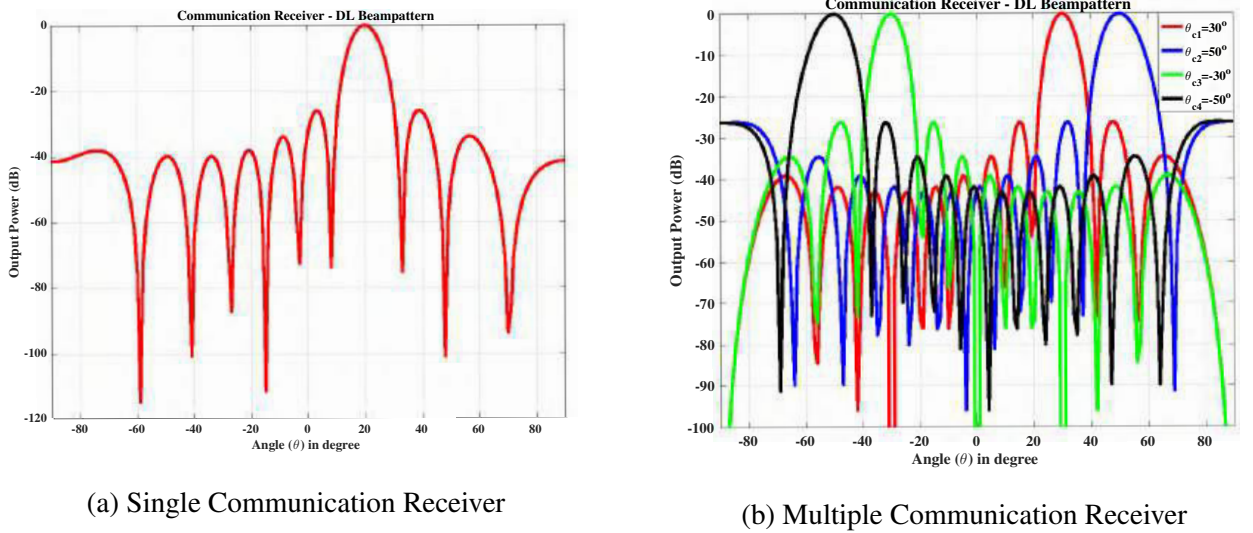 Communication Receiver - DL Beampattern
0
-20
-40
-60
-80
-100
-120
Output Power (dB)
-80 -60 -40 -20 0 20 40 60 80
Angle (θ) in degree
(a) Single Communication Receiver
Communication Receiver - DL Beampattern
0
-10
-20
-30
-40
-50
-60
-70
-80
-90
-100
Output Power (dB)
θc1=30°
θc2=50°
θc3=-30°
θc4=-50°
-80 -60 -40 -20 0 20 40 60 80
Angle (θ) in degree
(b) Multiple Communication Receiver